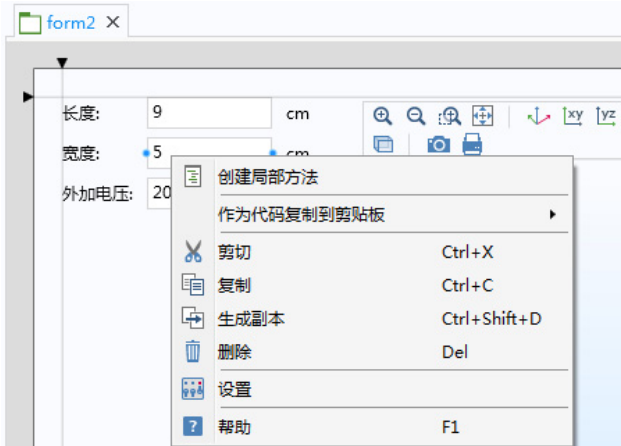 form2
长度: 9 cm
xy yz
宽度: 5 cm
外加电压: 20
创建局部方法
作为代码复制到剪贴板
剪切 Ctrl+X
复制 Ctrl+C
生成副本 Ctrl+Shift+D
删除 Del
设置
? 帮助 F1